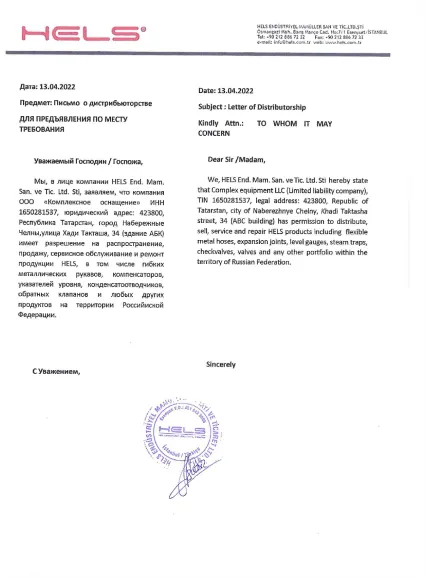 HELS®
HELS ENDÜSTRİYEL MAMÜLLER SAN VE TİC.LTD.STİ
Osmangazi Mah. Barış Manço Cad. No:7/1 Esenyurt İSTANBUL
Tel: +90 212 886 72 32 Fax: +90 212 886 72 33
e-mail: info@hels.com.tr web: www.hels.com.tr
Дата: 13.04.2022
Предмет: Письмо о дистрибьюторстве
ДЛЯ ПРЕДЪЯВЛЕНИЯ ПО МЕСТУ
ТРЕБОВАНИЯ
Уважаемый Господин / Госпожа,
Мы, в лице компании HELS End. Mam.
San. ve Tic. Ltd. Sti, заявляем, что компания
ООО «Комплексное оснащение» ИНН
1650281537, юридический адрес: 423800,
Республика Татарстан, город Набережные
Челны,улица Хади Такташа, 34 (здание АБК)
имеет разрешение на распространение,
продажу, сервисное обслуживание и ремонт
продукции HELS, в том числе гибких
металлических рукавов, компенсаторов,
указателей уровня, конденсатоотводчиков,
обратных клапанов и любых других
продуктов на территории Российской
Федерации.
С Уважением,
Date: 13.04.2022
Subject : Letter of Distributorship
Kindly Attn.: TO WHOM IT MAY
CONCERN
Dear Sir /Madam,
We, HELS End. Mam. San. ve Tic. Ltd. Sti hereby state
that Complex equipment LLC (Limited liability company),
TIN 1650281537, legal address: 423800, Republic of
Tatarstan, city of Naberezhnye Chelny, Khadi Taktasha
street, 34 (ABC building) has permission to distribute,
sell, service and repair HELS products including flexible
metal hoses, expansion joints, level gauges, steam traps,
checkvalves, valves and any other portfolio within the
territory of Russian Federation.
Sincerely
HELS
HELS ENDÜSTRİYEL
VE TİCARET LTD.
İstanbul / Türkiye